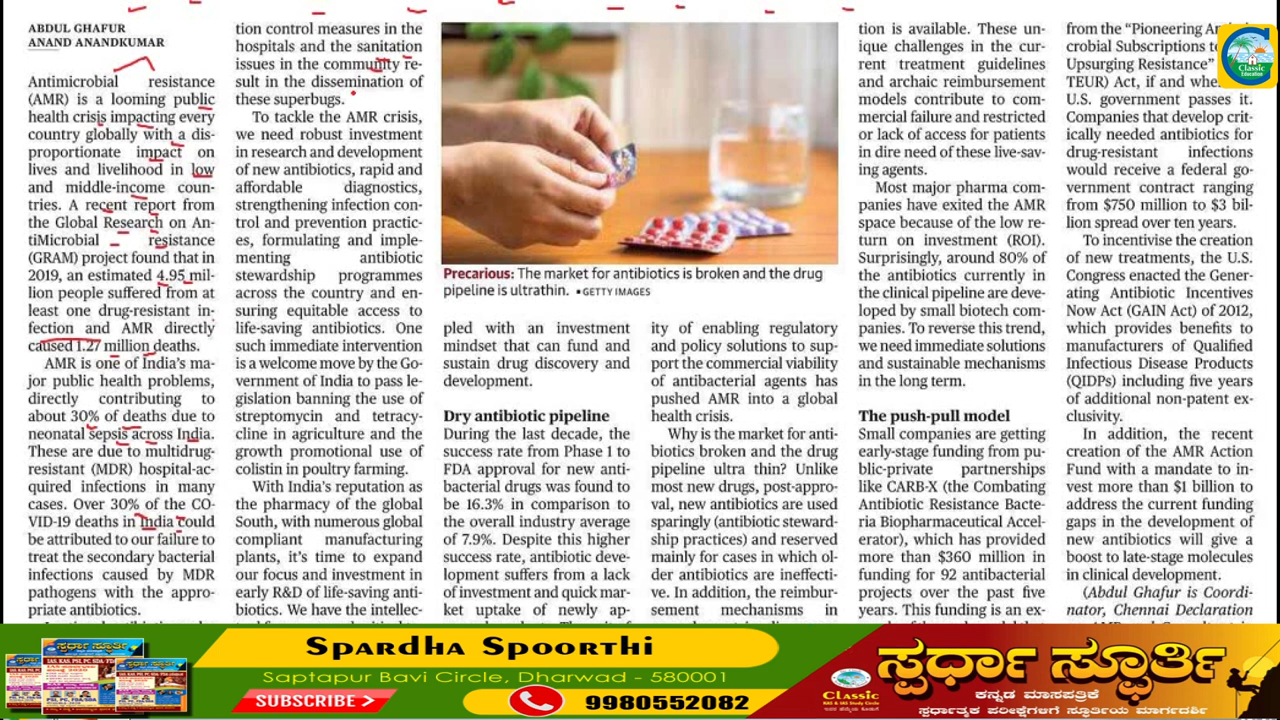 ABDUL GHAFUR
ANAND ANANDKUMAR
Antimicrobial resistance
(AMR) is a looming public
health crisis impacting every
country globally with a dis-
proportionate impact on
lives and livelihood in low
and middle-income coun-
tries. A recent report from
the Global Research on An-
tiMicrobial resistance
(GRAM) project found that in
2019, an estimated 4.95 mil-
lion people suffered from at
least one drug-resistant in-
fection and AMR directly
caused 1.27 million deaths.
AMR is one of India's ma-
jor public health problems,
directly contributing to
about 30% of deaths due to
neonatal sepsis across India.
These are due to multidrug-
resistant (MDR) hospital-ac-
quired infections in many
cases. Over 30% of the CO-
VID-19 deaths in India could
be attributed to our failure to
treat the secondary bacterial
infections caused by MDR
pathogens with the appro-
priate antibiotics.
tion control measures in the
hospitals and the sanitation
issues in the community re-
sult in the dissemination of
these superbugs.
To tackle the AMR crisis,
we need robust investment
in research and development
of new antibiotics, rapid and
affordable diagnostics,
strengthening infection con-
trol and prevention practic-
es, formulating and imple-
menting antibiotic
stewardship programmes
across the country and en-
suring equitable access to
life-saving antibiotics. One
such immediate intervention
is a welcome move by the Go-
vernment of India to pass le-
gislation banning the use of
streptomycin and tetracy-
cline in agriculture and the
growth promotional use of
colistin in poultry farming.
With India's reputation as
the pharmacy of the global
South, with numerous global
compliant manufacturing
plants, it's time to expand
our focus and investment in
early R&D of life-saving anti-
biotics. We have the intellec-
Precarious: The market for antibiotics is broken and the drug
pipeline is ultrathin. ▪ GETTY IMAGES
pled with an investment
mindset that can fund and
sustain drug discovery and
development.
Dry antibiotic pipeline
During the last decade, the
success rate from Phase 1 to
FDA approval for new anti-
bacterial drugs was found to
be 16.3% in comparison to
the overall industry average
of 7.9%. Despite this higher
success rate, antibiotic deve-
lopment suffers from a lack
of investment and quick mar-
ket uptake of newly ap-
ity of enabling regulatory
and policy solutions to sup-
port the commercial viability
of antibacterial agents has
pushed AMR into a global
health crisis.
Why is the market for anti-
biotics broken and the drug
pipeline ultra thin? Unlike
most new drugs, post-appro-
val, new antibiotics are used
sparingly (antibiotic steward-
ship practices) and reserved
mainly for cases in which ol-
der antibiotics are ineffecti-
ve. In addition, the reimbur-
sement mechanisms in
tion is available. These un-
ique challenges in the cur-
rent treatment guidelines
and archaic reimbursement
models contribute to com-
mercial failure and restricted
or lack of access for patients
in dire need of these live-sav-
ing agents.
Most major pharma com-
panies have exited the AMR
space because of the low re-
turn on investment (ROI).
Surprisingly, around 80% of
the antibiotics currently in
the clinical pipeline are deve-
loped by small biotech com-
panies. To reverse this trend,
we need immediate solutions
and sustainable mechanisms
in the long term.
The push-pull model
Small companies are getting
early-stage funding from pu-
blic-private partnerships
like CARB-X (the Combating
Antibiotic Resistance Bacte-
ria Biopharmaceutical Accel-
erator), which has provided
more than $360 million in
funding for 92 antibacterial
projects over the past five
years. This funding is an ex-
from the “Pioneering
crobial Subscriptions
Upsurging Resistance”
TEUR) Act, if and
U.S. government passes it.
Companies that develop crit-
ically needed antibiotics for
drug-resistant infections
would receive a federal go-
vernment contract ranging
from $750 million to $3 bil-
lion spread over ten years.
To incentivise the creation
of new treatments, the U.S.
Congress enacted the Gener-
ating Antibiotic Incentives
Now Act (GAIN Act) of 2012,
which provides benefits to
manufacturers of Qualified
Infectious Disease Products
(QIDPs) including five years
of additional non-patent ex-
clusivity.
In addition, the recent
creation of the AMR Action
Fund with a mandate to in-
vest more than $1 billion to
address the current funding
gaps in the development of
new antibiotics will give a
boost to late-stage molecules
in clinical development.
(Abdul Ghafur is Coordi-
nator, Chennai Declaration
Classic
Education
SPARDHA SPOORTHI
Saptapur Bavi Circle, Dharwad - 580001
SUBSCRIBE
9980552082
Classic
KAS & IAS Study Circle
ಸ್ಪರ್ಧಾ ಸ್ಫೂರ್ತಿ
ಕನ್ನಡ ಮಾಸಪತ್ರಿಕೆ
ಸ್ಪರ್ಧಾತ್ಮಕ ಪರೀಕ್ಷೆಗಳಿಗೆ ಸ್ಫೂರ್ತಿಯ ಮಾರ್ಗದರ್ಶಿ